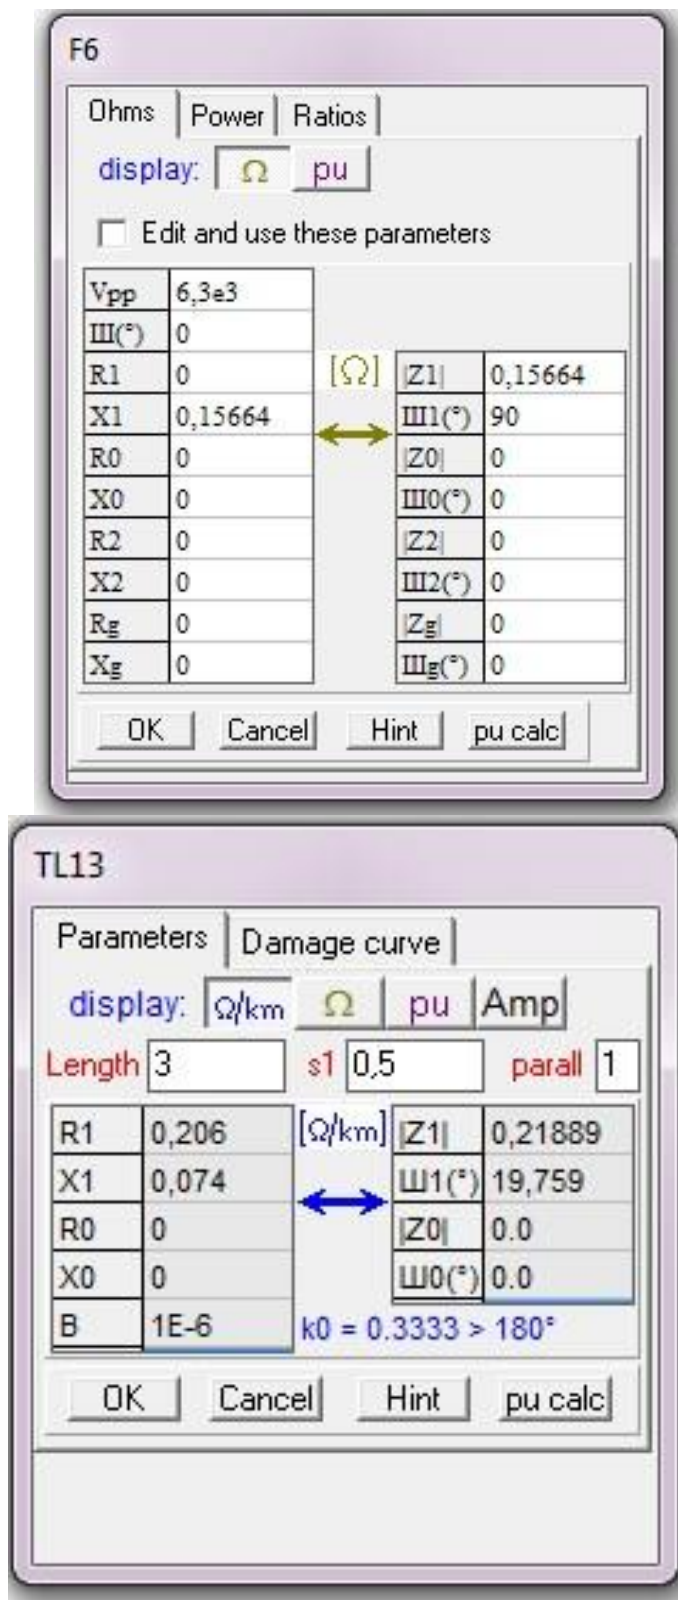 F6
Ohms Power Ratios
display: Ω pu
Edit and use these parameters
Vpp 6,3e3
Ш(°) 0
R1 0 [Ω] |Z1| 0,15664
X1 0,15664 Ш1(°) 90
R0 0 |Z0| 0
X0 0 Ш0(°) 0
R2 0 |Z2| 0
X2 0 Ш2(°) 0
Rg 0 |Zg| 0
Xg 0 Шg(°) 0
OK Cancel Hint pu calc
TL13
Parameters Damage curve
display: Ω/km Ω pu Amp
Length 3 s1 0,5 parall 1
R1 0,206 [Ω/km] |Z1| 0,21889
X1 0,074 Ш1(°) 19,759
R0 0 |Z0| 0.0
X0 0 Ш0(°) 0.0
B 1E-6 k0 = 0.3333 > 180°
OK Cancel Hint pu calc